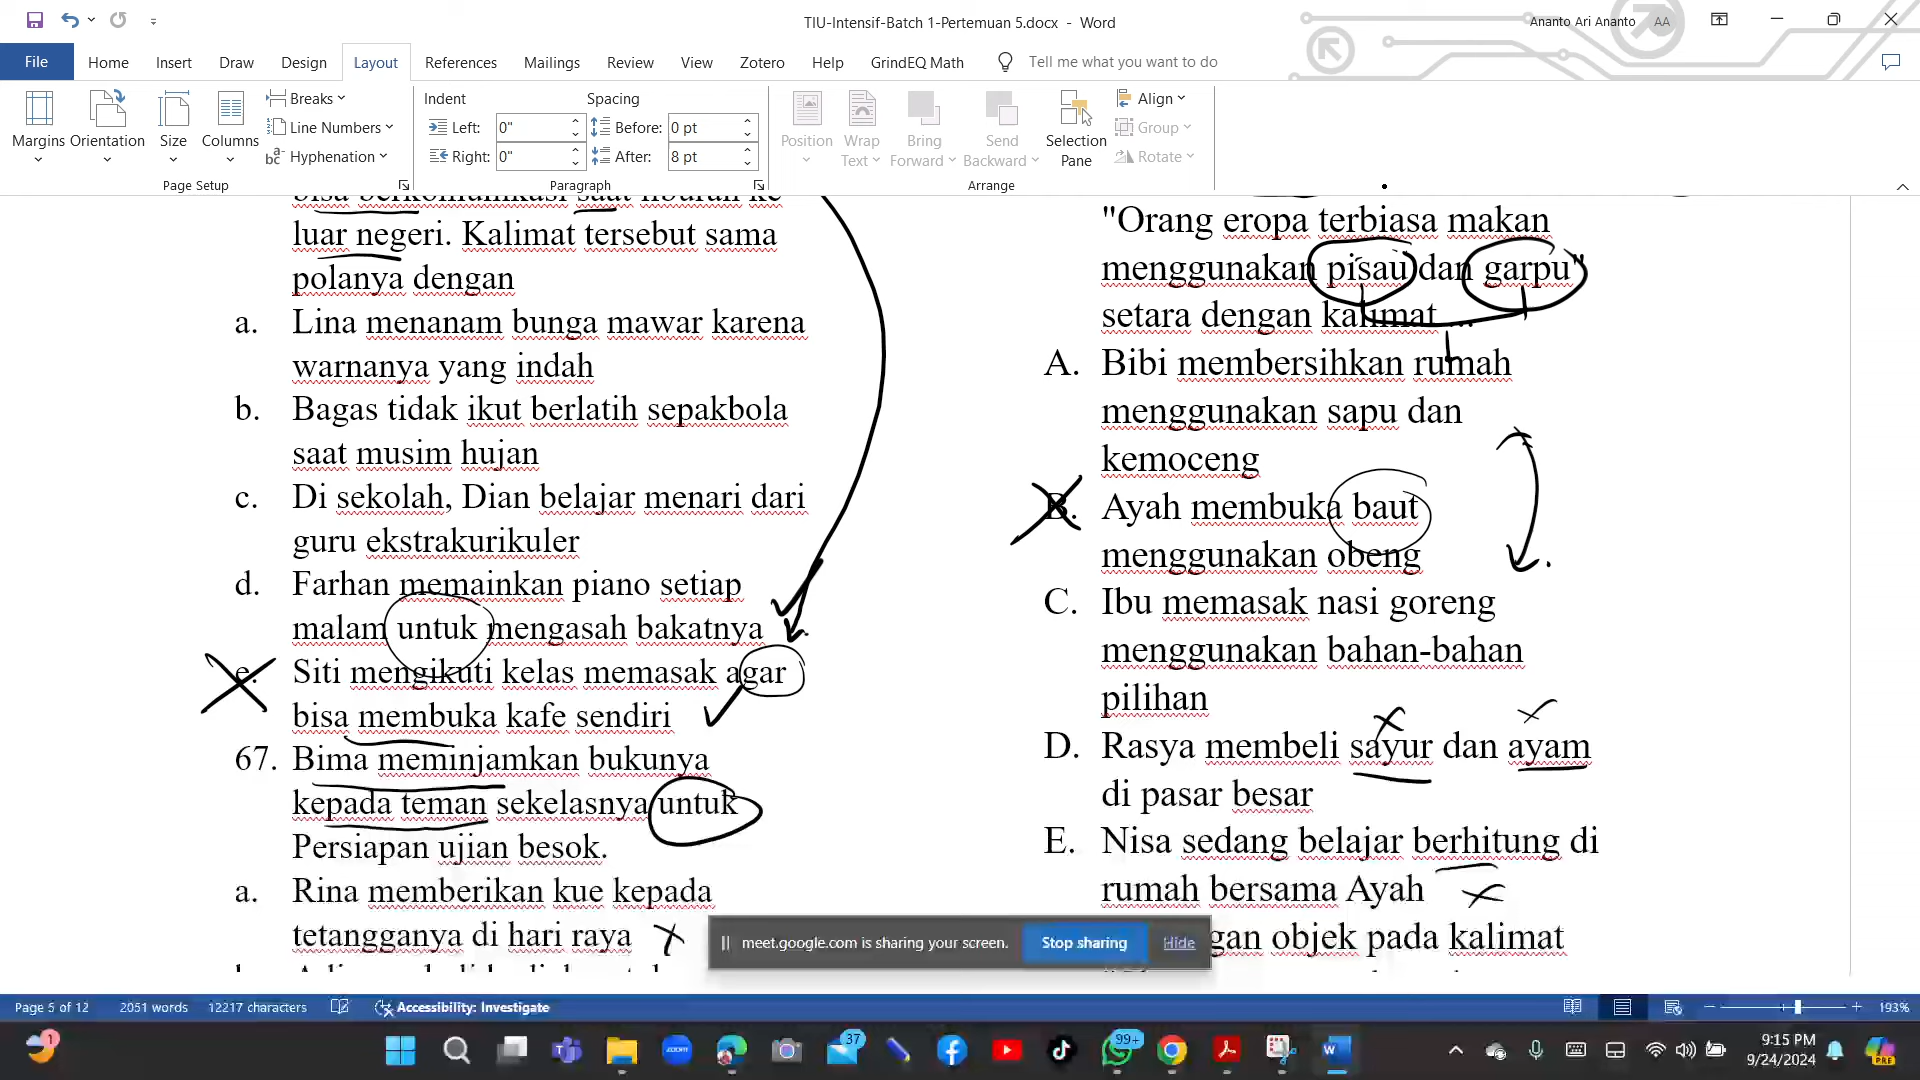 TIU-Intensif-Batch 1-Pertemuan 5.docx - Word
Ananto Ari Ananto AA
File Home Insert Draw Design Layout References Mailings Review View Zotero Help GrindEQ Math Tell me what you want to do
Margins
Orientation
Size
Columns
Breaks
Line Numbers
Hyphenation
Page Setup
Indent
Left: 0"
Right: 0"
Spacing
Before: 0 pt
After: 8 pt
Paragraph
Position
Wrap Text
Bring Forward
Send Backward
Selection Pane
Align
Group
Rotate
Arrange
bisa berkomunikasi saat liburan ke
luar negeri. Kalimat tersebut sama
polanya dengan
a. Lina menanam bunga mawar karena
warnanya yang indah
b. Bagas tidak ikut berlatih sepakbola
saat musim hujan
c. Di sekolah, Dian belajar menari dari
guru ekstrakurikuler
d. Farhan memainkan piano setiap
malam untuk mengasah bakatnya
e. Siti mengikuti kelas memasak agar
bisa membuka kafe sendiri
67. Bima meminjamkan bukunya
kepada teman sekelasnya untuk
Persiapan ujian besok.
a. Rina memberikan kue kepada
tetangganya di hari raya
"Orang eropa terbiasa makan
menggunakan pisau dan garpu"
setara dengan kalimat ...
A. Bibi membersihkan rumah
menggunakan sapu dan
kemoceng
B. Ayah membuka baut
menggunakan obeng
C. Ibu memasak nasi goreng
menggunakan bahan-bahan
pilihan
D. Rasya membeli sayur dan ayam
di pasar besar
E. Nisa sedang belajar berhitung di
rumah bersama Ayah
gan objek pada kalimat
meet.google.com is sharing your screen. Stop sharing Hide
Page 5 of 12 2051 words 12217 characters Accessibility: Investigate 193%
1
zoom
37
99+
W
9:15 PM
9/24/2024
PRE